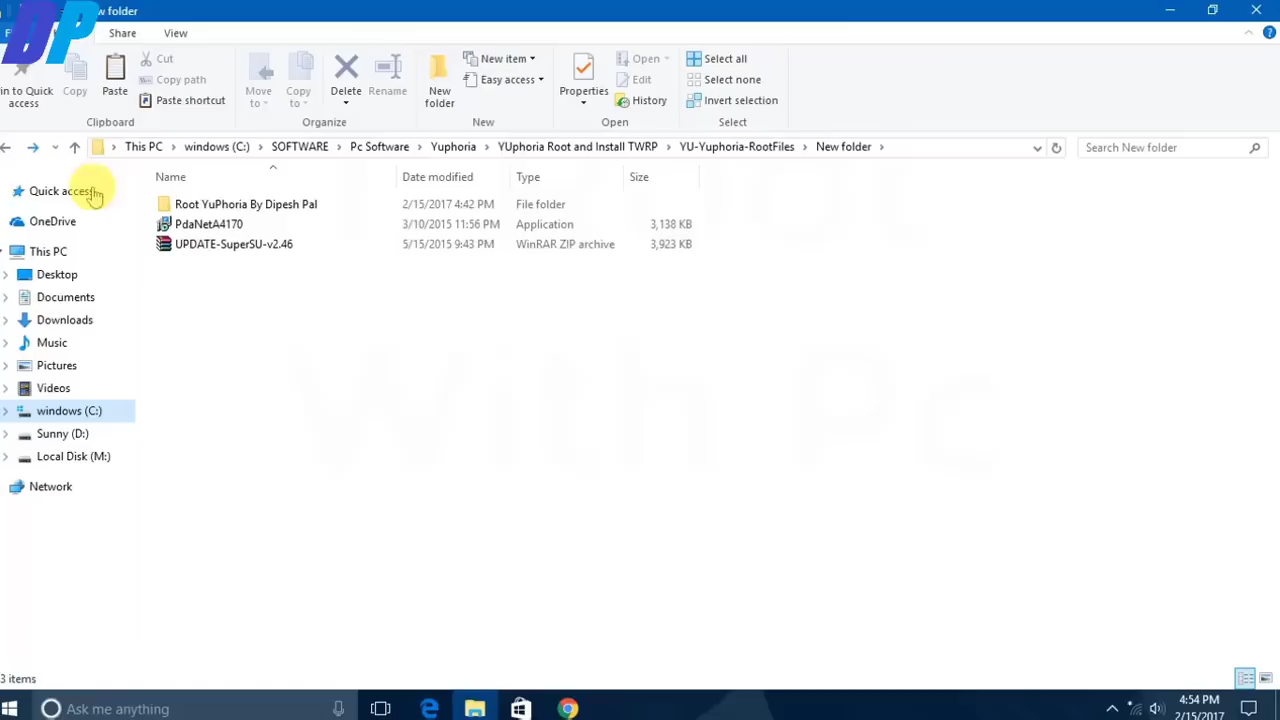 DP
ew folder
Share
View
in to Quick
access
Copy
Paste
Cut
Copy path
Paste shortcut
Clipboard
Move
to
Copy
to
Delete
Rename
Organize
New
folder
New item
Easy access
New
Properties
Open
Edit
History
Open
Select all
Select none
Invert selection
Select
This PC > windows (C:) > SOFTWARE > Pc Software > Yuphoria > YUphoria Root and Install TWRP > YU-Yuphoria-RootFiles > New folder >
Search New folder
Name Date modified Type Size
Root YuPhoria By Dipesh Pal 2/15/2017 4:42 PM File folder
PdaNetA4170 3/10/2015 11:56 PM Application 3,138 KB
UPDATE-SuperSU-v2.46 5/15/2015 9:43 PM WinRAR ZIP archive 3,923 KB
Quick access
OneDrive
This PC
Desktop
Documents
Downloads
Music
Pictures
Videos
windows (C:)
Sunny (D:)
Local Disk (M:)
Network
With Pc
3 items
Ask me anything
4:54 PM
2/15/2017